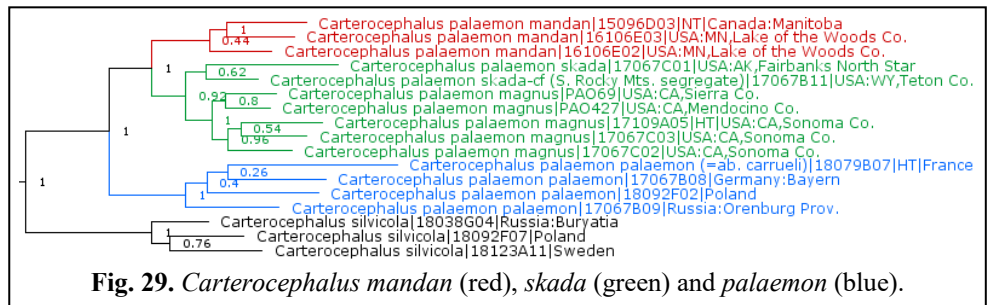 Carterocephalus palaemon mandan|15096D03|NT|Canada:Manitoba
1
Carterocephalus palaemon mandan|16106E03|USA:MN,Lake of the Woods Co.
0.44
Carterocephalus palaemon mandan|16106E02|USA:MN,Lake of the Woods Co.
1
Carterocephalus palaemon skada|17067C01|USA:AK,Fairbanks North Star
0.62
Carterocephalus palaemon skada-cf (S. Rocky Mts. segregate)|17067B11|USA:WY,Teton Co.
0.92
Carterocephalus palaemon magnus|PAO69|USA:CA,Sierra Co.
0.8
Carterocephalus palaemon magnus|PAO427|USA:CA,Mendocino Co.
1
Carterocephalus palaemon magnus|17109A05|HT|USA:CA,Sonoma Co.
0.54
1
Carterocephalus palaemon magnus|17067C03|USA:CA,Sonoma Co.
0.96
Carterocephalus palaemon magnus|17067C02|USA:CA,Sonoma Co.
Carterocephalus palaemon palaemon (=ab. carrueli)|18079B07|HT|France
0.26
1
Carterocephalus palaemon palaemon|17067B08|Germany:Bayern
0.4
Carterocephalus palaemon palaemon|18092F02|Poland
1
Carterocephalus palaemon palaemon|17067B09|Russia:Orenburg Prov.
Carterocephalus silvicola|18038G04|Russia:Buryatia
1
Carterocephalus silvicola|18092F07|Poland
0.76
Carterocephalus silvicola|18123A11|Sweden
Fig. 29. Carterocephalus mandan (red), skada (green) and palaemon (blue).